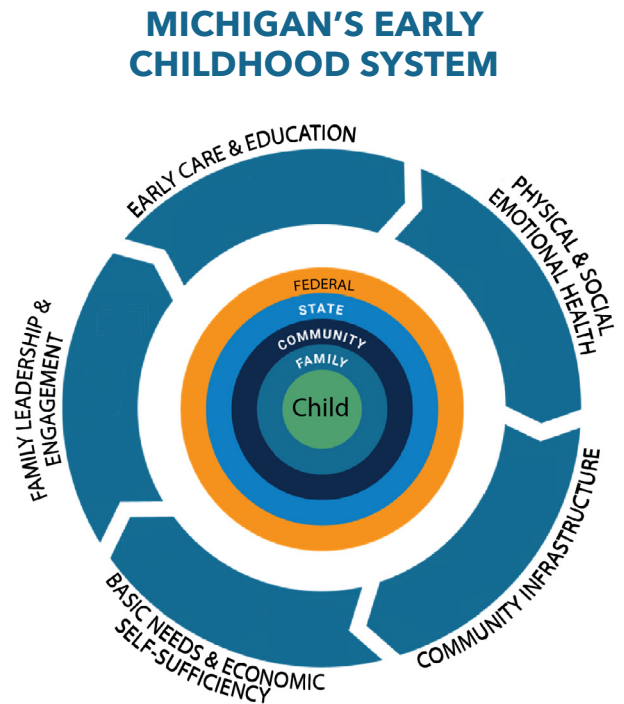 MICHIGAN'S EARLY
CHILDHOOD SYSTEM
EARLY CARE & EDUCATION
PHYSICAL & SOCIAL
EMOTIONAL HEALTH
COMMUNITY INFRASTRUCTURE
BASIC NEEDS & ECONOMIC
SELF-SUFFICIENCY
FAMILY LEADERSHIP &
ENGAGEMENT
FEDERAL
STATE
COMMUNITY
FAMILY
Child